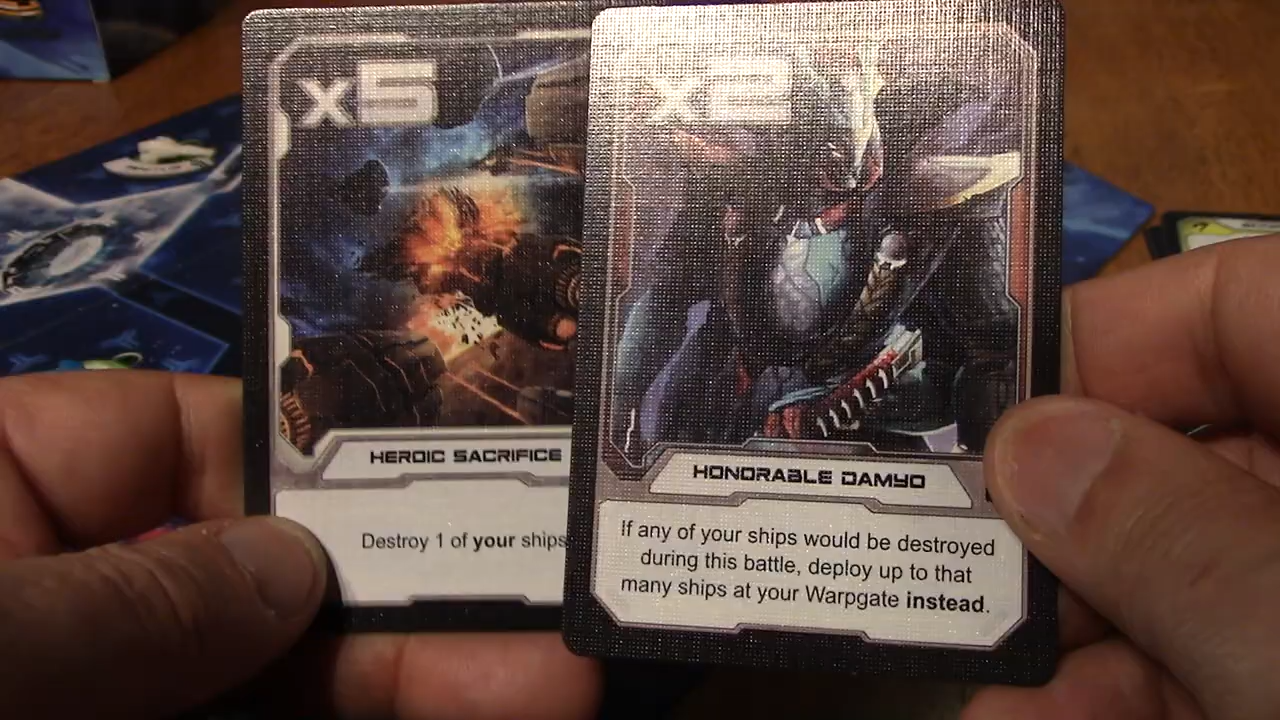 x5
HEROIC SACRIFICE
Destroy 1 of your ships
x2
HONORABLE DAMYO
If any of your ships would be destroyed
during this battle, deploy up to that
many ships at your Warpgate instead.